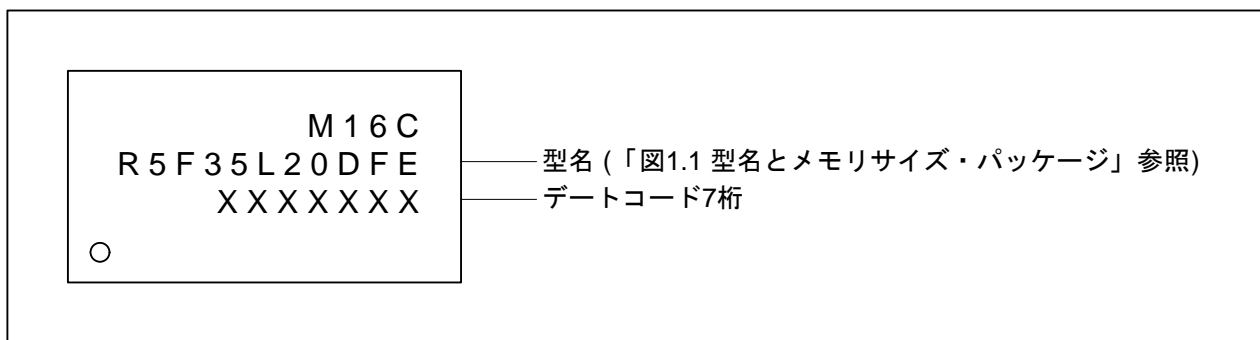 M16C
R5F35L20DFE
型名 (「図1.1 型名とメモリサイズ・パッケージ」参照)
XXXXXXX
デートコード7桁